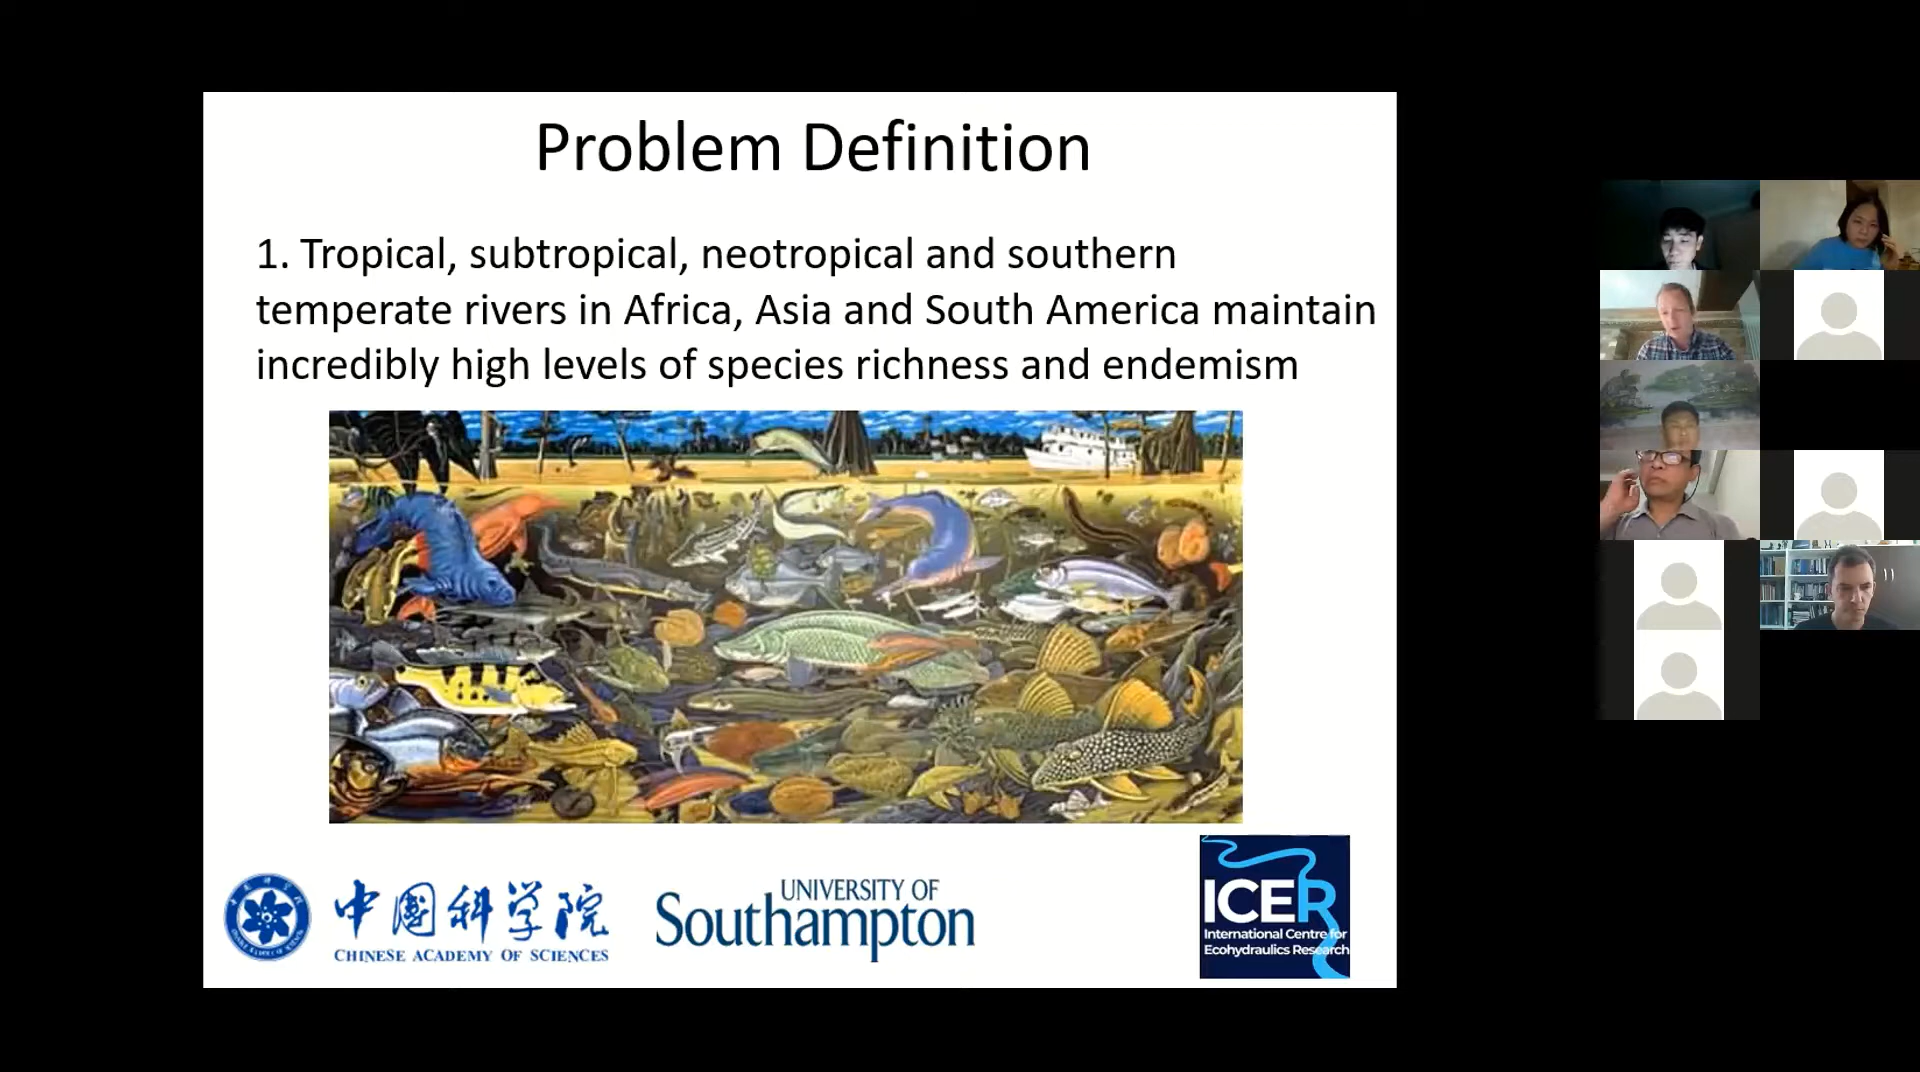 Problem Definition
1. Tropical, subtropical, neotropical and southern
temperate rivers in Africa, Asia and South America maintain
incredibly high levels of species richness and endemism
中国科学院
CHINESE ACADEMY OF SCIENCES
UNIVERSITY OF
Southampton
ICER
International Centre for
Ecohydraulics Research